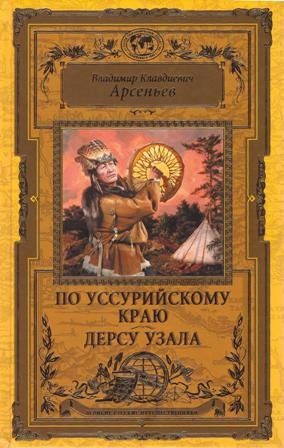 Владимир Клавдиевич
Арсеньев
ПО УССУРИЙСКОМУ
КРАЮ
ДЕРСУ УЗАЛА